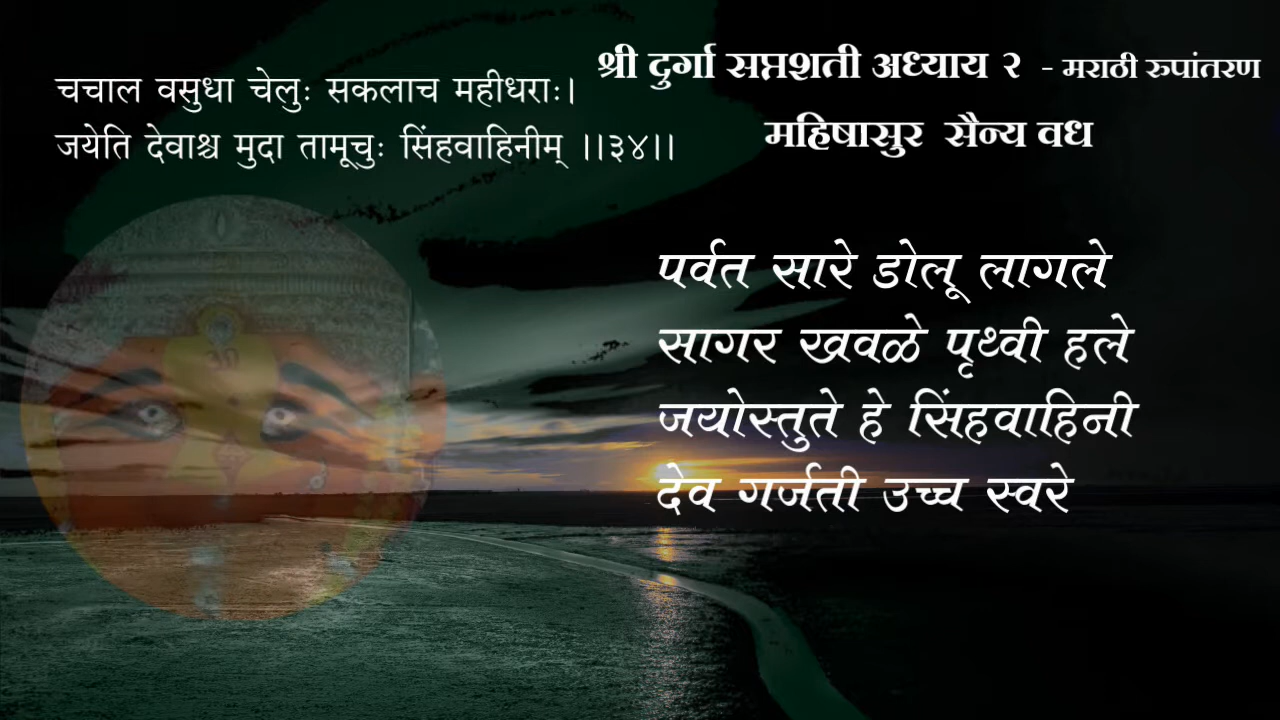 श्री दुर्गा सप्तशती अध्याय २ - मराठी रुपांतरण
महिषासुर सैन्य वध
चचाल वसुधा चेलुः सकलाच महीधराः।
जयेति देवाश्च मुदा तामूचुः सिंहवाहिनीम् ।।३४।।
पर्वत सारे डोलू लागले
सागर खवळे पृथ्वी हले
जयोस्तुते हे सिंहवाहिनी
देव गर्जती उच्च स्वरे